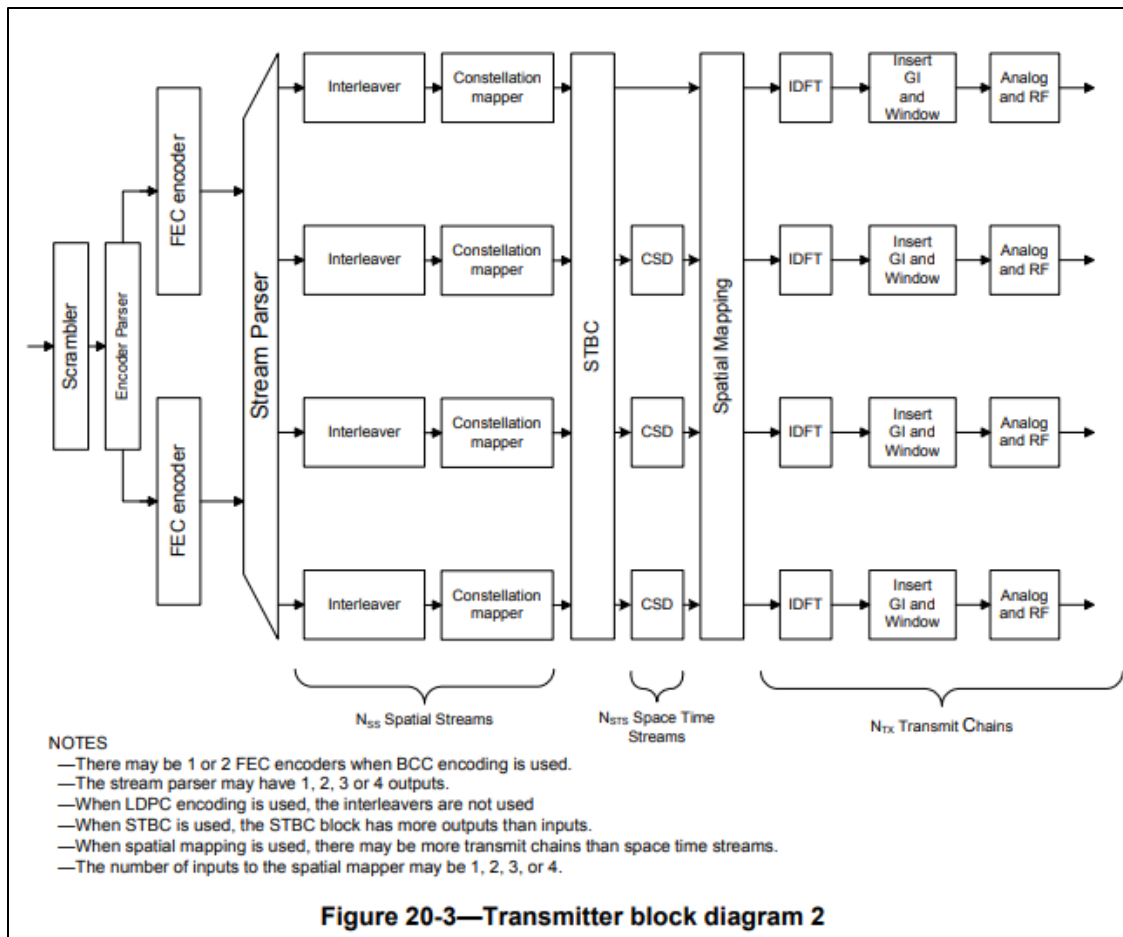 Scrambler
Encoder Parser
FEC encoder
FEC encoder
Stream Parser
Interleaver
Constellation
mapper
Interleaver
Constellation
mapper
Interleaver
Constellation
mapper
Interleaver
Constellation
mapper
STBC
CSD
CSD
CSD
Spatial Mapping
IDFT
Insert
GI
and
Window
Analog
and RF
IDFT
Insert
GI and
Window
Analog
and RF
IDFT
Insert
GI and
Window
Analog
and RF
IDFT
Insert
GI and
Window
Analog
and RF
NSS Spatial Streams
NSTS Space Time
Streams
NTX Transmit Chains
NOTES
—There may be 1 or 2 FEC encoders when BCC encoding is used.
—The stream parser may have 1, 2, 3 or 4 outputs.
—When LDPC encoding is used, the interleavers are not used
—When STBC is used, the STBC block has more outputs than inputs.
—When spatial mapping is used, there may be more transmit chains than space time streams.
—The number of inputs to the spatial mapper may be 1, 2, 3, or 4.
Figure 20-3—Transmitter block diagram 2